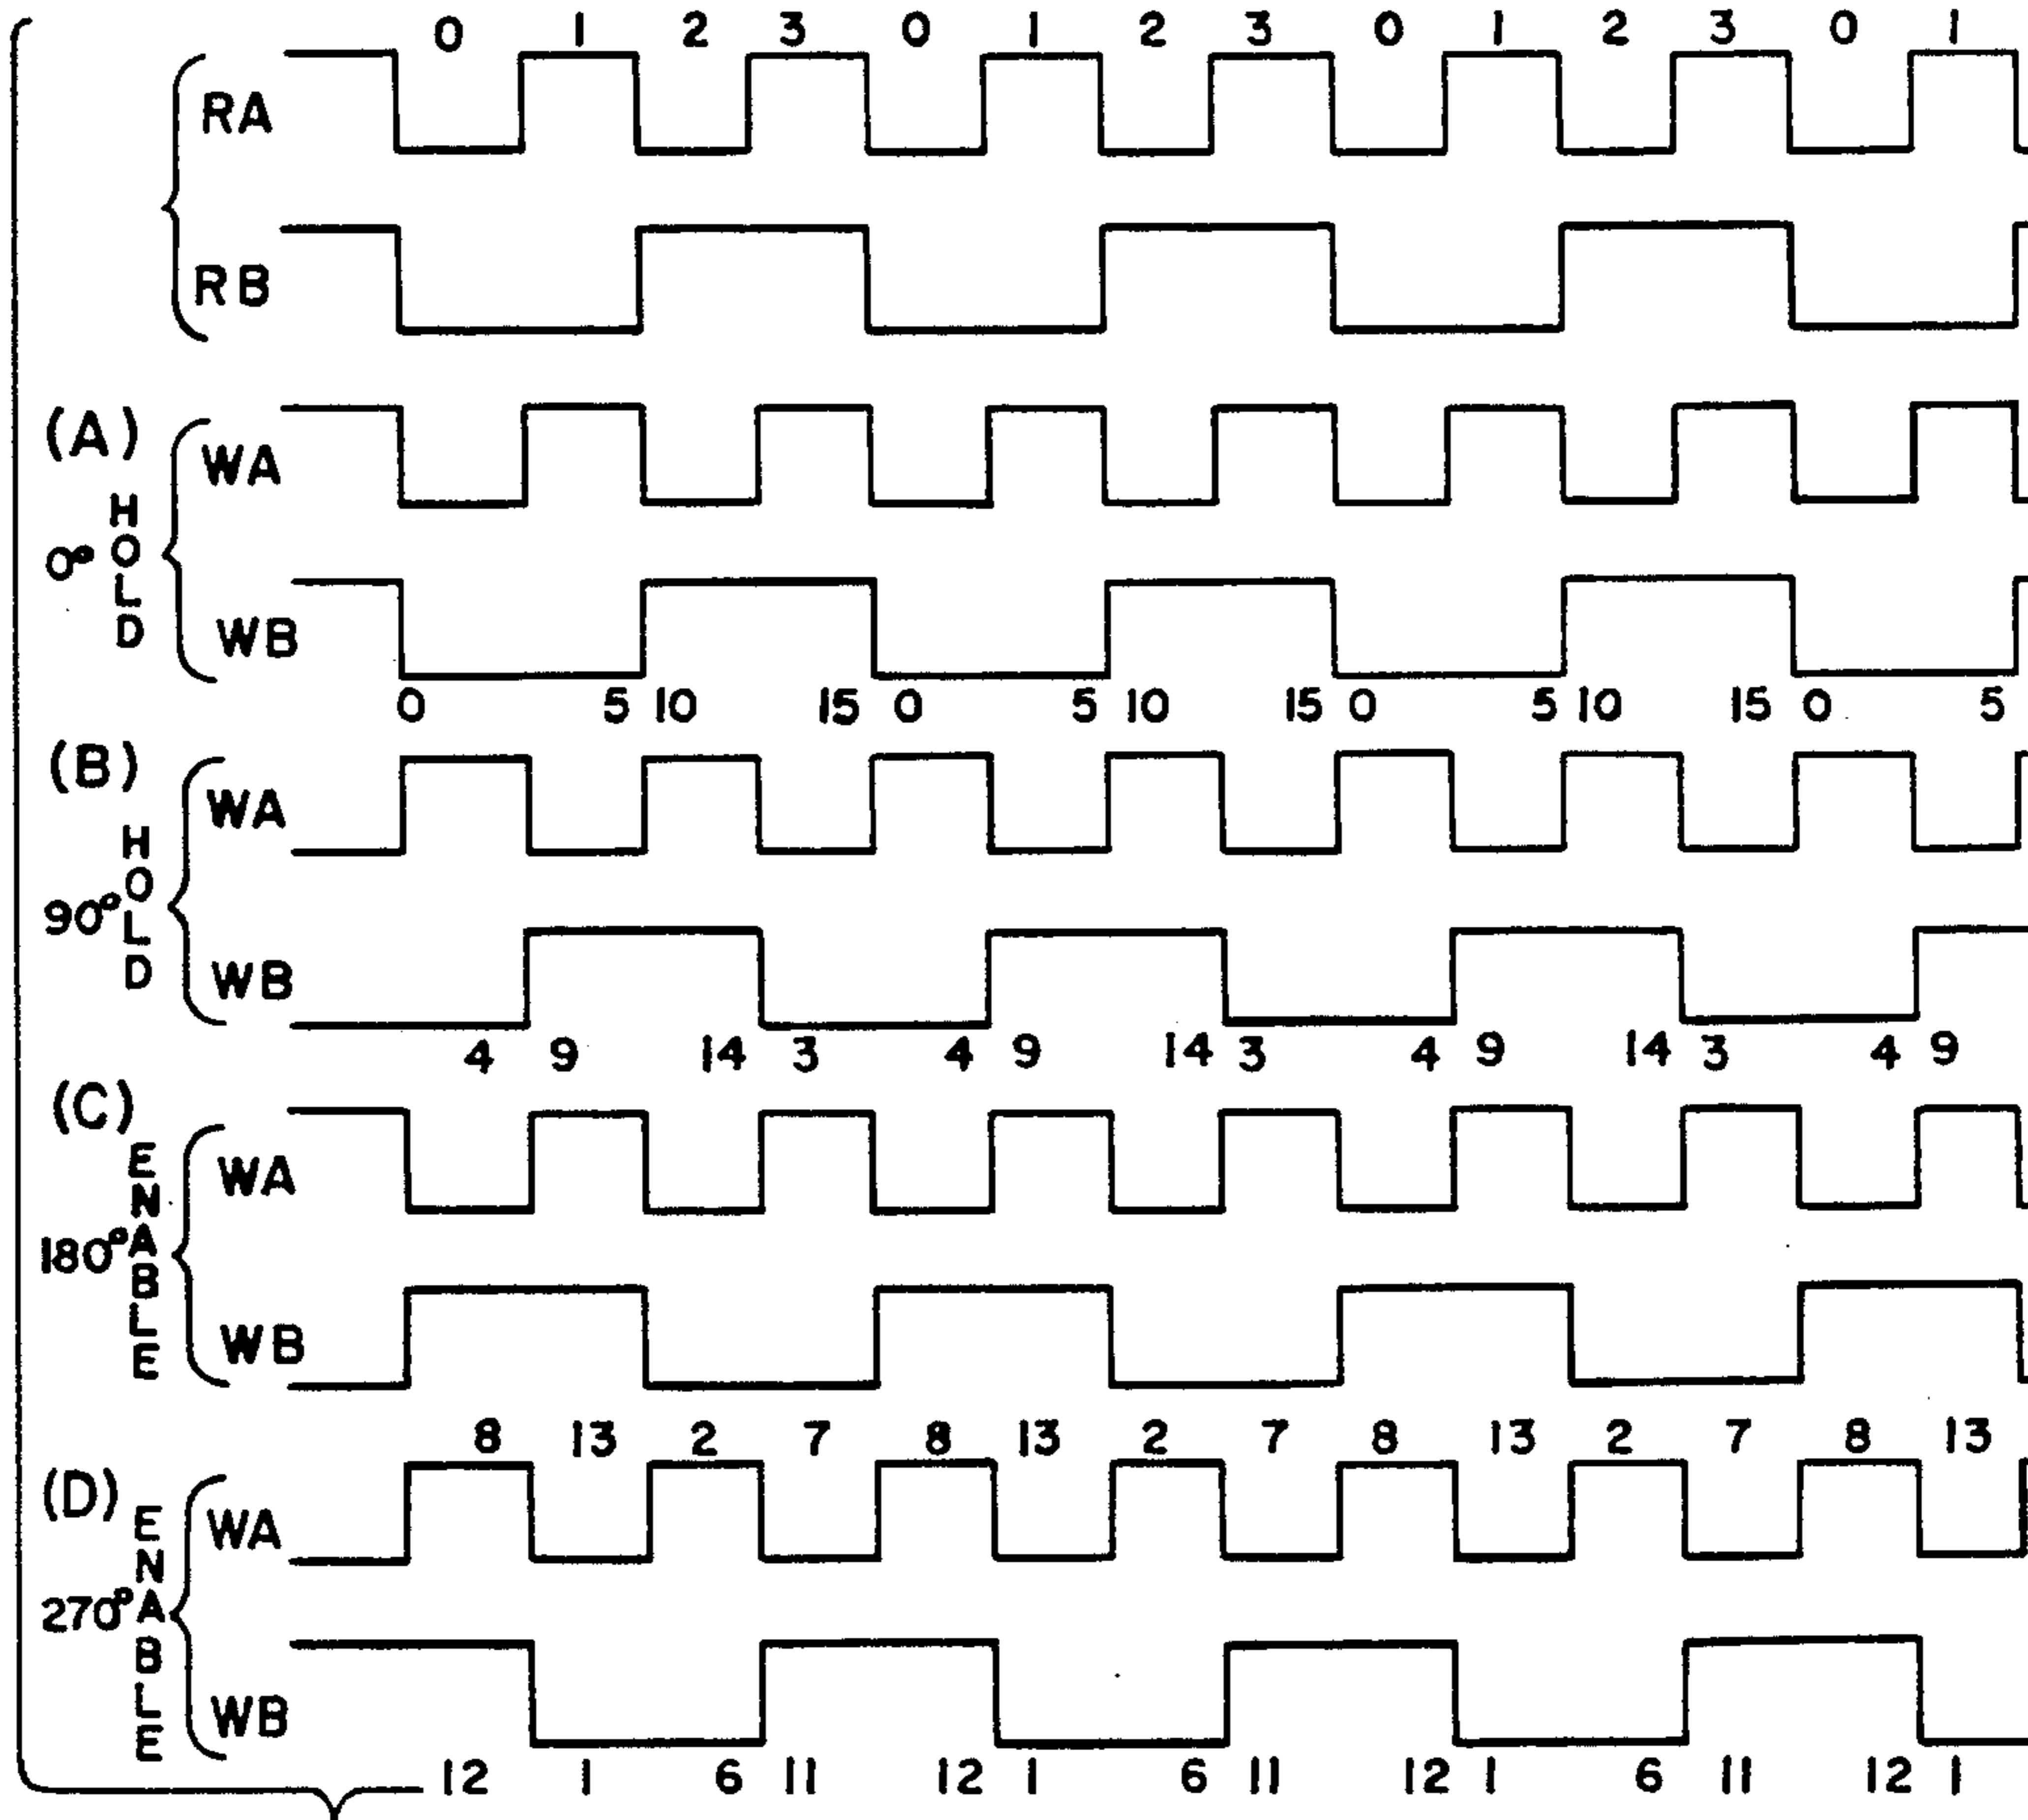 0 1 2 3 0 1 2 3 0 1 2 3 0 1
RA
RB
(A)
0° HOLD
WA
WB
0 5 10 15 0 5 10 15 0 5 10 15 0 5
(B)
90° HOLD
WA
WB
4 9 14 3 4 9 14 3 4 9 14 3 4 9
(C)
180° ENABLE
WA
WB
8 13 2 7 8 13 2 7 8 13 2 7 8 13
(D)
270° ENABLE
WA
WB
12 1 6 11 12 1 6 11 12 1 6 11 12 1